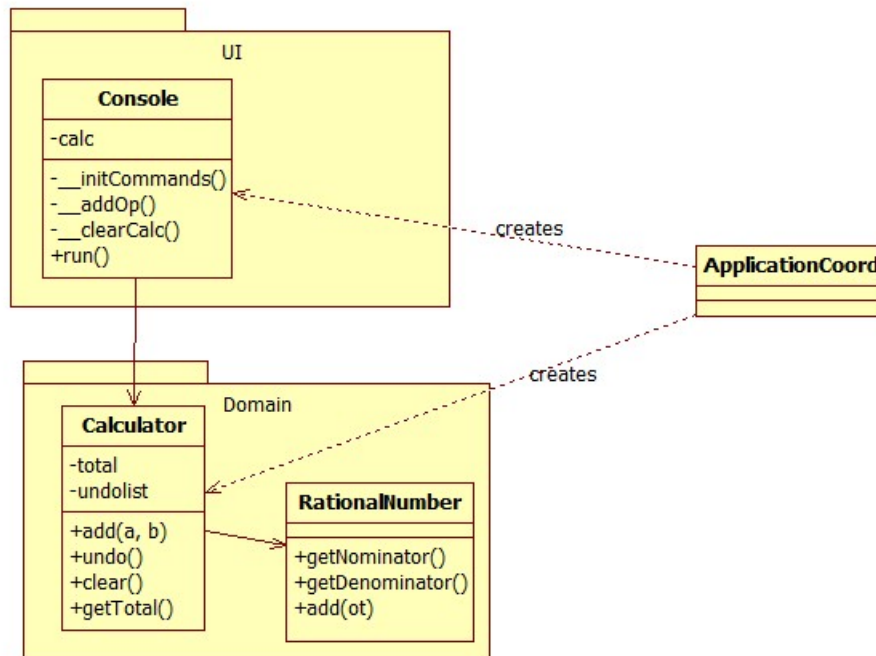 UI
Console
-calc
-__initCommands()
-__addOp()
-__clearCalc()
+run()
creates
ApplicationCoord
creates
Domain
Calculator
-total
-undolist
+add(a, b)
+undo()
+clear()
+getTotal()
RationalNumber
+getNominator()
+getDenominator()
+add(ot)